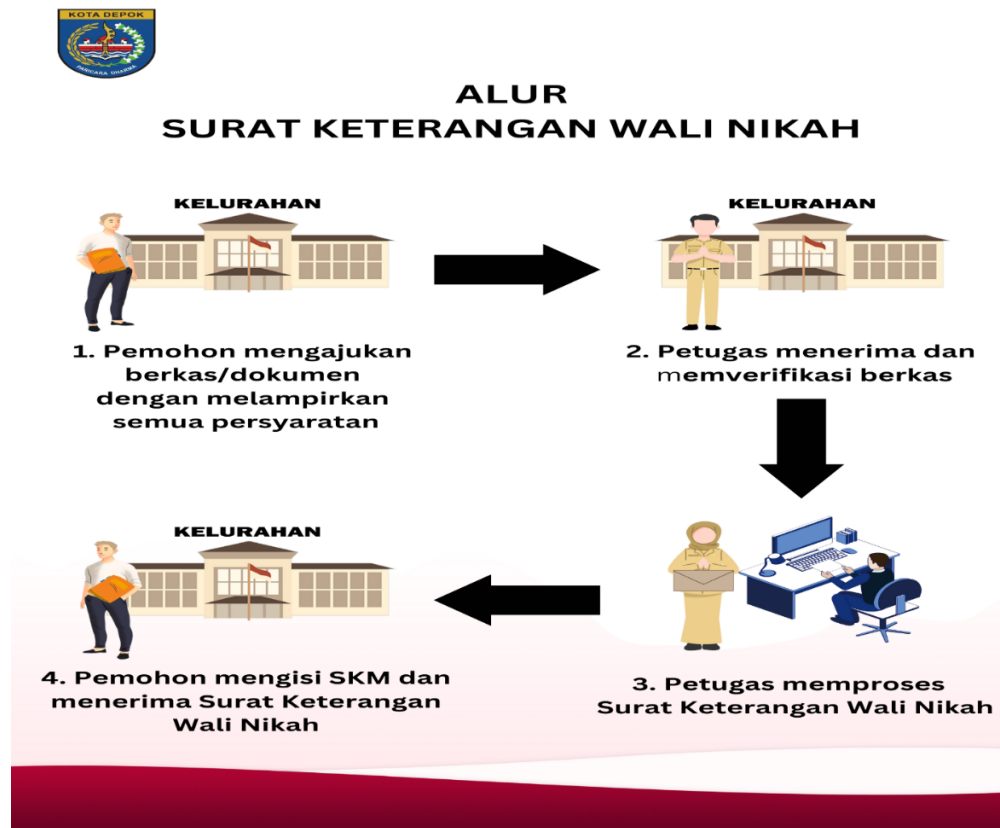 KOTA DEPOK
PARICARA DHARMA
ALUR
SURAT KETERANGAN WALI NIKAH
KELURAHAN
1. Pemohon mengajukan
berkas/dokumen
dengan melampirkan
semua persyaratan
KELURAHAN
2. Petugas menerima dan
memverifikasi berkas
3. Petugas memproses
Surat Keterangan Wali Nikah
KELURAHAN
4. Pemohon mengisi SKM dan
menerima Surat Keterangan
Wali Nikah